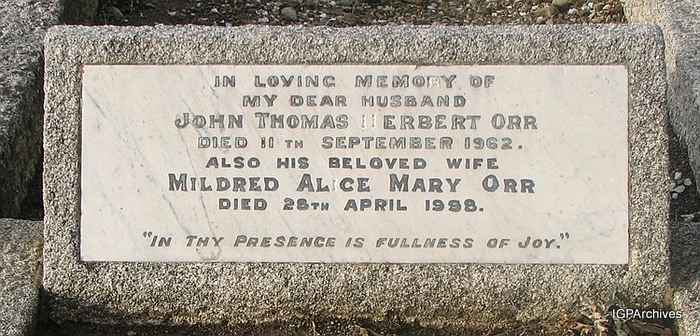 IN LOVING MEMORY OF
MY DEAR HUSBAND
JOHN THOMAS HERBERT ORR
DIED 11TH SEPTEMBER 1962.
ALSO HIS BELOVED WIFE
MILDRED ALICE MARY ORR
DIED 28TH APRIL 1998.
"IN THY PRESENCE IS FULLNESS OF JOY."
IGPArchives